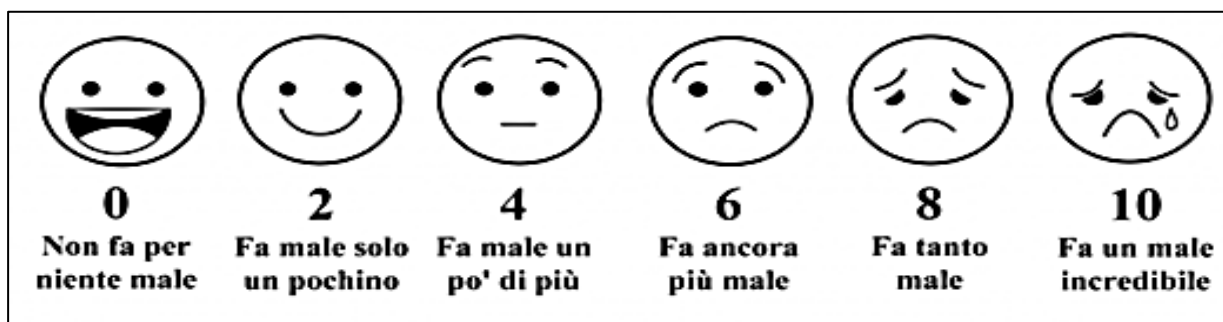 0
Non fa per
niente male
2
Fa male solo
un pochino
4
Fa male un
po' di più
6
Fa ancora
più male
8
Fa tanto
male
10
Fa un male
incredibile